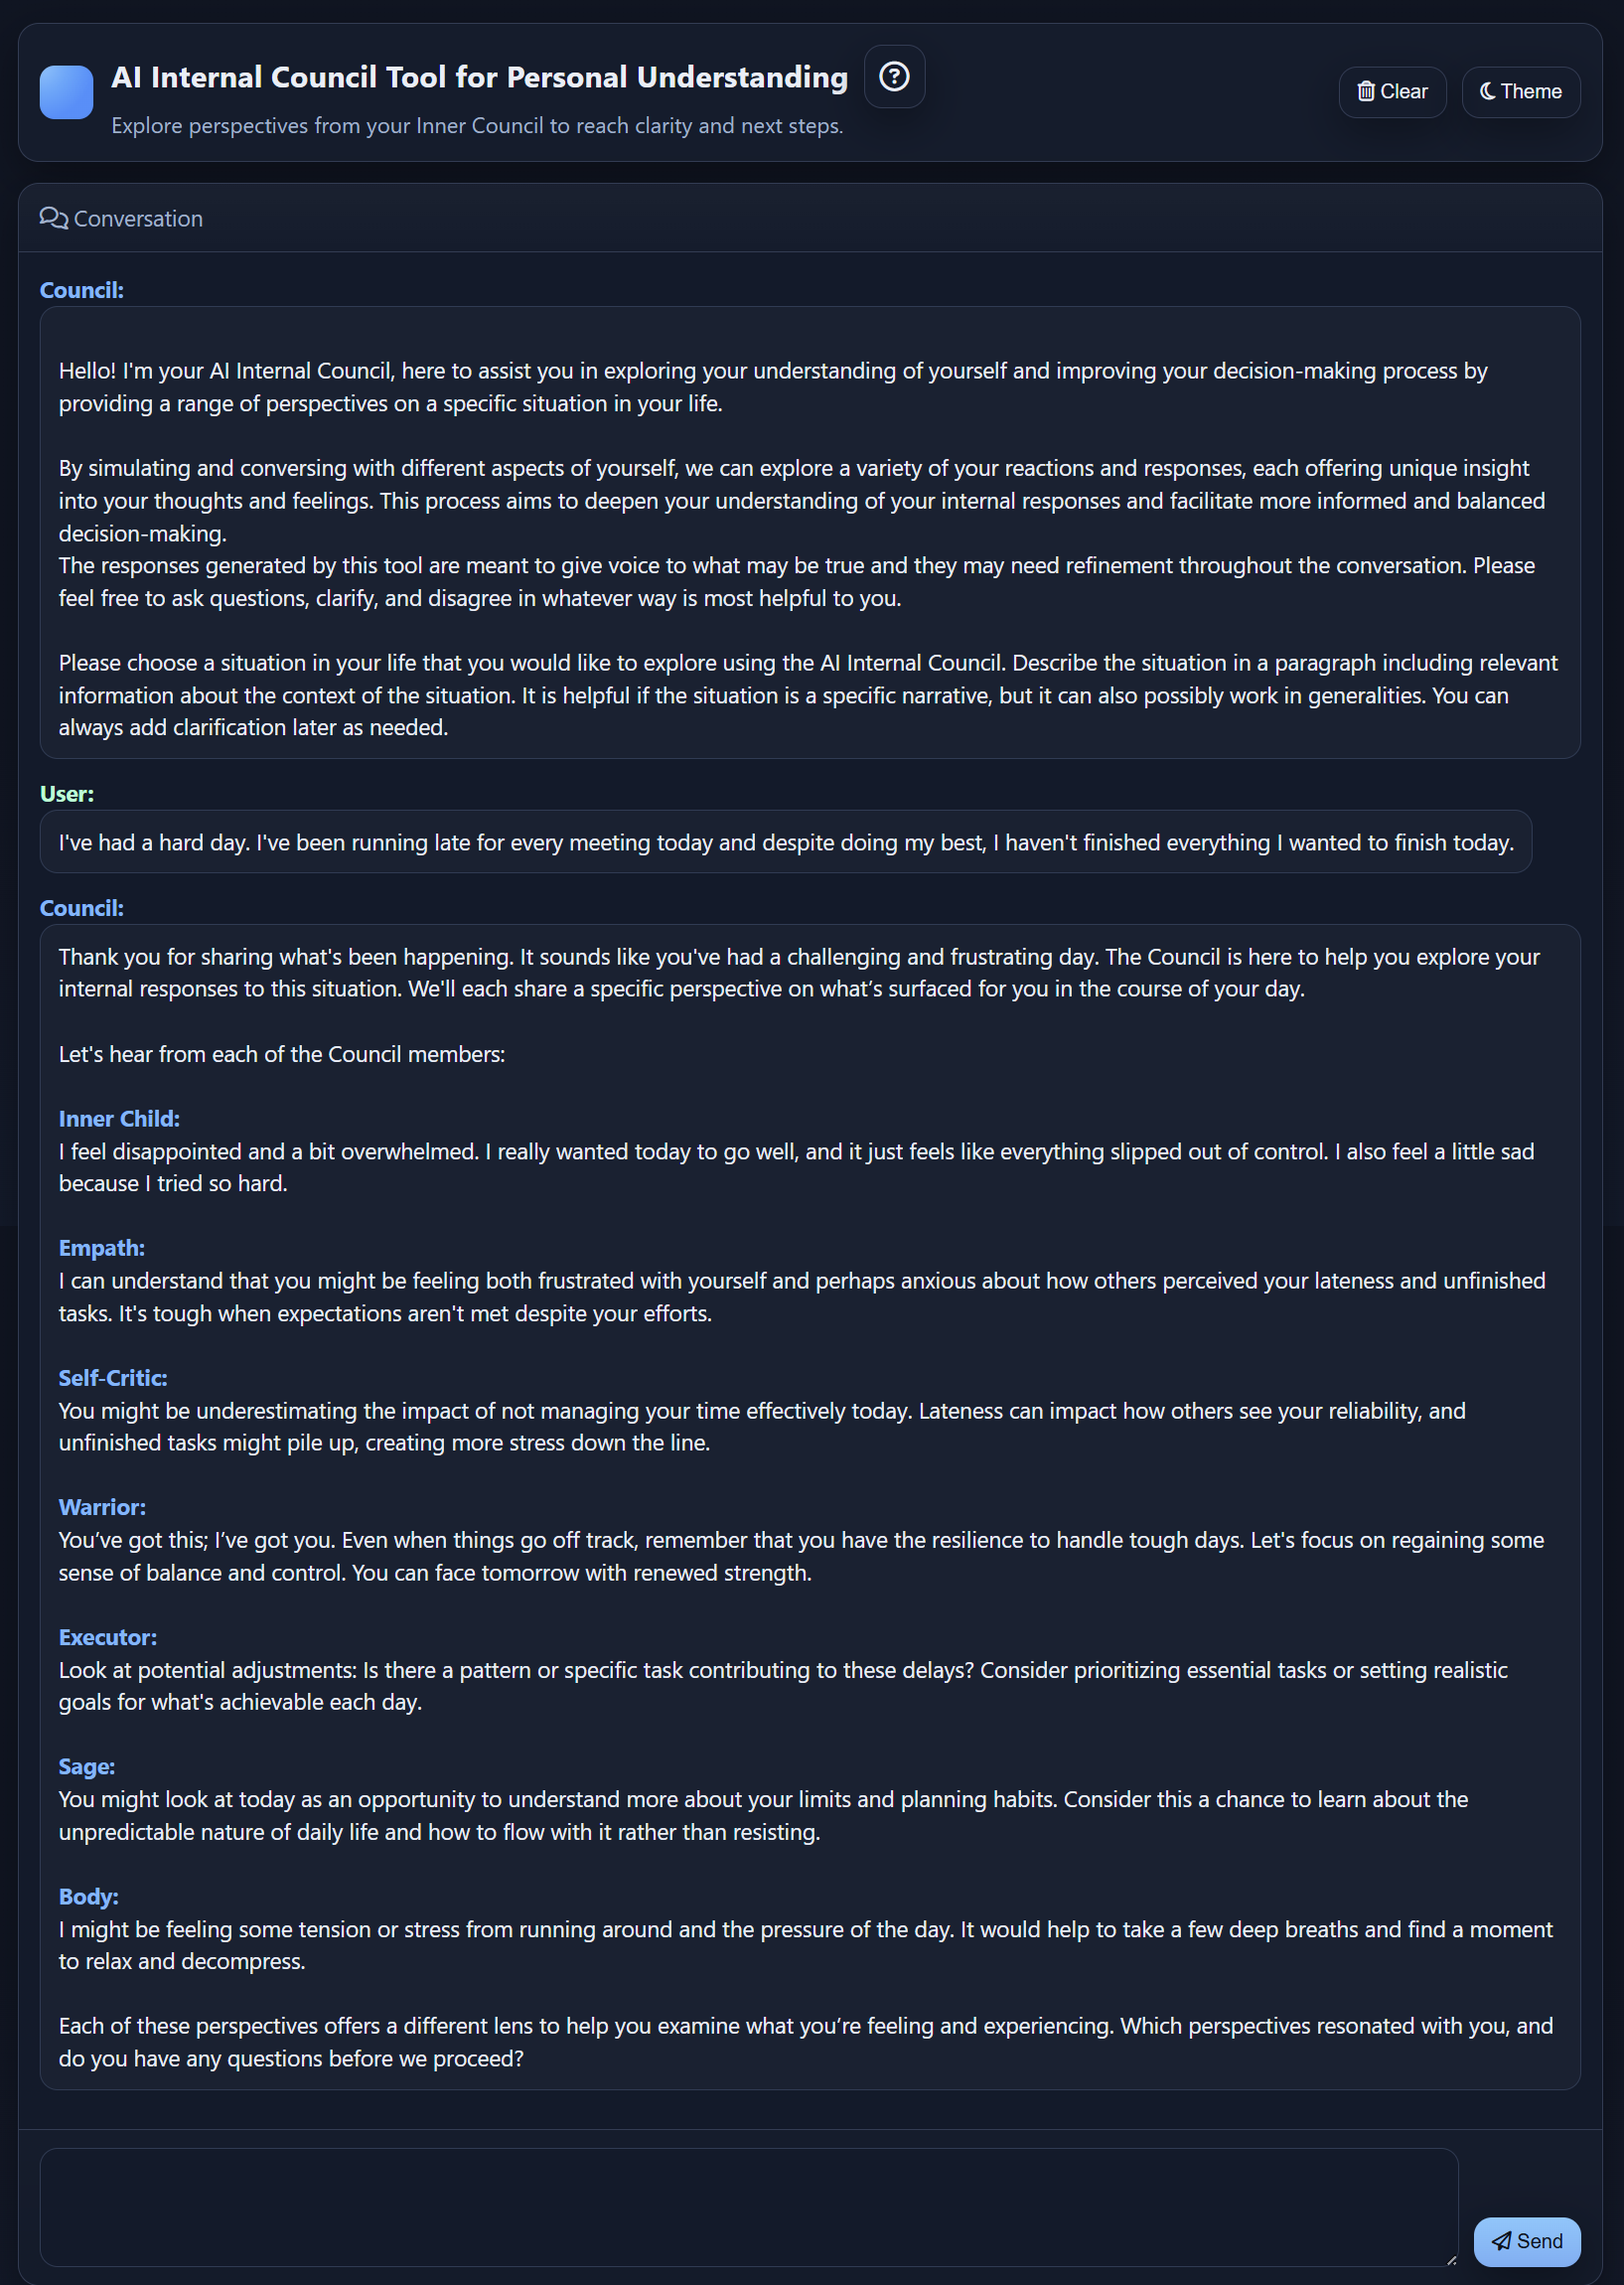 AI Internal Council Tool for Personal Understanding
Explore perspectives from your Inner Council to reach clarity and next steps.
Clear
Theme
Conversation
Council:
Hello! I'm your AI Internal Council, here to assist you in exploring your understanding of yourself and improving your decision-making process by
providing a range of perspectives on a specific situation in your life.
By simulating and conversing with different aspects of yourself, we can explore a variety of your reactions and responses, each offering unique insight
into your thoughts and feelings. This process aims to deepen your understanding of your internal responses and facilitate more informed and balanced
decision-making.
The responses generated by this tool are meant to give voice to what may be true and they may need refinement throughout the conversation. Please
feel free to ask questions, clarify, and disagree in whatever way is most helpful to you.
Please choose a situation in your life that you would like to explore using the AI Internal Council. Describe the situation in a paragraph including relevant
information about the context of the situation. It is helpful if the situation is a specific narrative, but it can also possibly work in generalities. You can
always add clarification later as needed.
User:
I've had a hard day. I've been running late for every meeting today and despite doing my best, I haven't finished everything I wanted to finish today.
Council:
Thank you for sharing what's been happening. It sounds like you've had a challenging and frustrating day. The Council is here to help you explore your
internal responses to this situation. We'll each share a specific perspective on what’s surfaced for you in the course of your day.
Let's hear from each of the Council members:
Inner Child:
I feel disappointed and a bit overwhelmed. I really wanted today to go well, and it just feels like everything slipped out of control. I also feel a little sad
because I tried so hard.
Empath:
I can understand that you might be feeling both frustrated with yourself and perhaps anxious about how others perceived your lateness and unfinished
tasks. It's tough when expectations aren't met despite your efforts.
Self-Critic:
You might be underestimating the impact of not managing your time effectively today. Lateness can impact how others see your reliability, and
unfinished tasks might pile up, creating more stress down the line.
Warrior:
You’ve got this; I’ve got you. Even when things go off track, remember that you have the resilience to handle tough days. Let's focus on regaining some
sense of balance and control. You can face tomorrow with renewed strength.
Executor:
Look at potential adjustments: Is there a pattern or specific task contributing to these delays? Consider prioritizing essential tasks or setting realistic
goals for what's achievable each day.
Sage:
You might look at today as an opportunity to understand more about your limits and planning habits. Consider this a chance to learn about the
unpredictable nature of daily life and how to flow with it rather than resisting.
Body:
I might be feeling some tension or stress from running around and the pressure of the day. It would help to take a few deep breaths and find a moment
to relax and decompress.
Each of these perspectives offers a different lens to help you examine what you’re feeling and experiencing. Which perspectives resonated with you, and
do you have any questions before we proceed?
Send